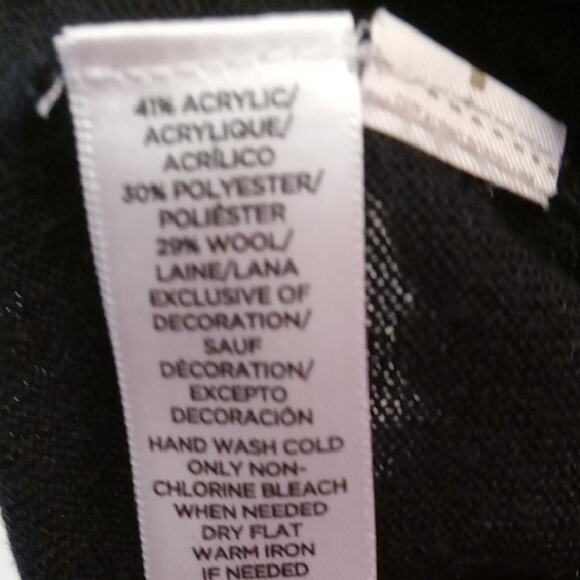 41% ACRYLIC/
ACRYLIQUE/
ACRÍLICO
30% POLYESTER/
POLIÉSTER
29% WOOL/
LAINE/LANA
EXCLUSIVE OF
DECORATION/
SAUF
DÉCORATION/
EXCEPTO
DECORACIÓN
HAND WASH COLD
ONLY NON-
CHLORINE BLEACH
WHEN NEEDED
DRY FLAT
WARM IRON
IF NEEDED